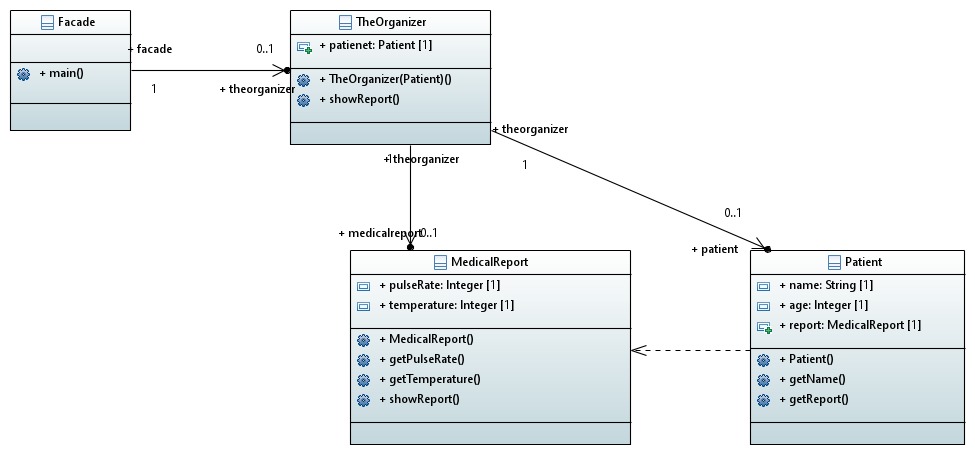 Facade
+ main()
+ facade
1
0..1
+ theorganizer
TheOrganizer
+ patienet: Patient [1]
+ TheOrganizer(Patient)()
+ showReport()
+ theorganizer
1
+ medicalreport
0..1
+ theorganizer
1
0..1
+ patient
MedicalReport
+ pulseRate: Integer [1]
+ temperature: Integer [1]
+ MedicalReport()
+ getPulseRate()
+ getTemperature()
+ showReport()
Patient
+ name: String [1]
+ age: Integer [1]
+ report: MedicalReport [1]
+ Patient()
+ getName()
+ getReport()